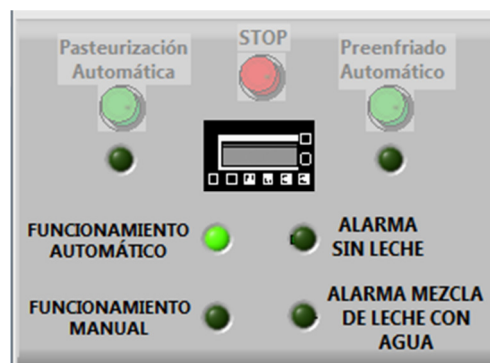 Pasteurización
Automática
STOP
Preenfriado
Automático
FUNCIONAMIENTO
AUTOMÁTICO
ALARMA
SIN LECHE
FUNCIONAMIENTO
MANUAL
ALARMA MEZCLA
DE LECHE CON
AGUA